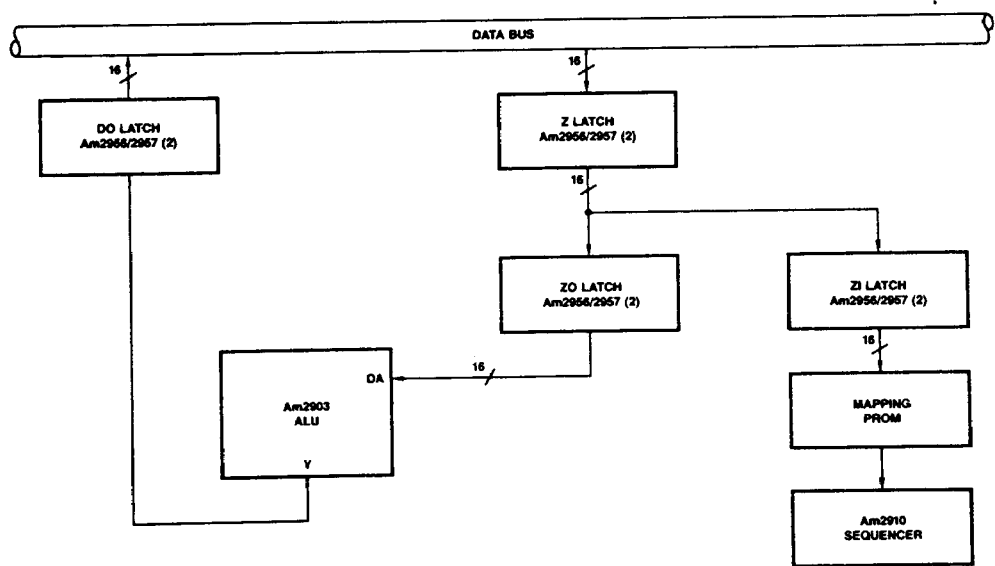 DATA BUS
16
16
DO LATCH
Am2956/2957 (2)
Z LATCH
Am2956/2957 (2)
16
ZO LATCH
Am2956/2957 (2)
ZI LATCH
Am2956/2957 (2)
16
16
DA
Am2903
ALU
Y
MAPPING
PROM
Am2910
SEQUENCER